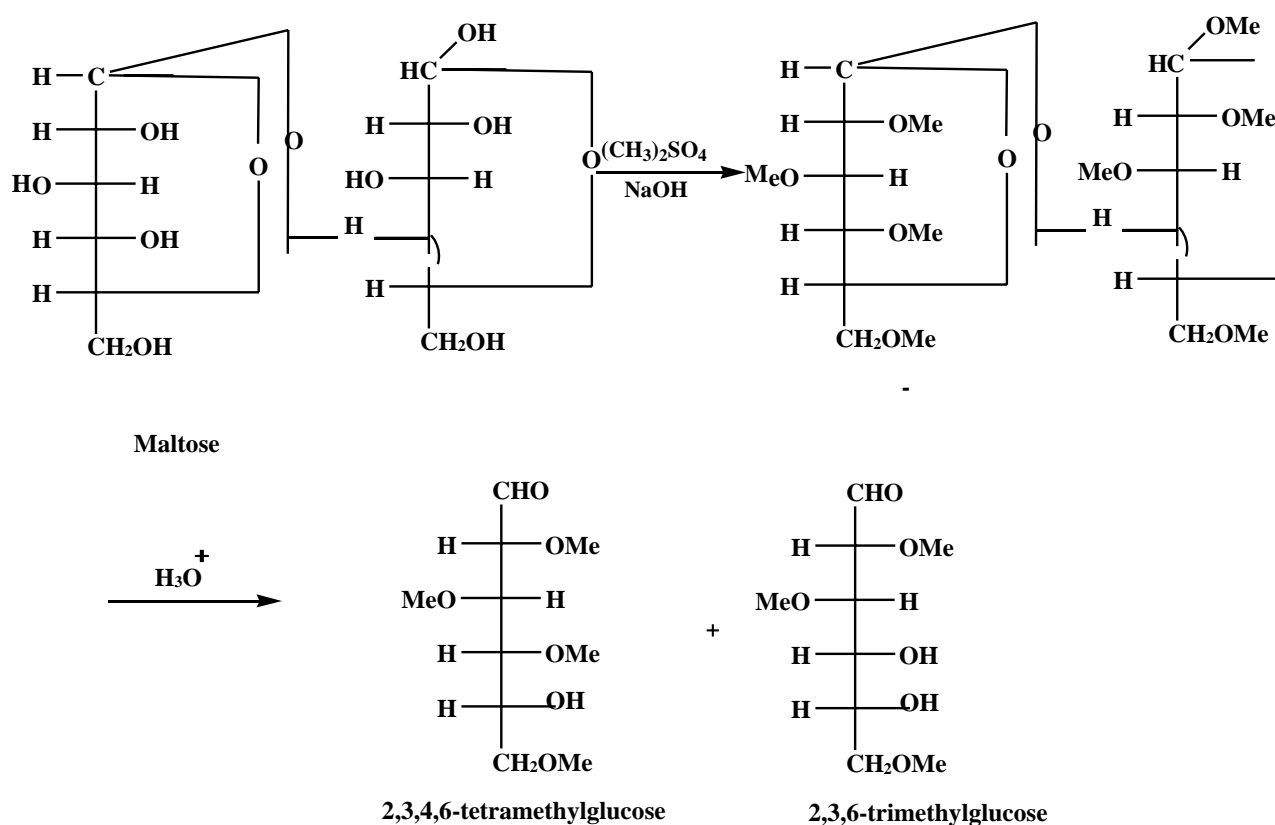 OH
OMe
H C HC H C HC
O
H OH H OH H OMe H OMe
O O O O
(CH3)2SO4
HO H HO H MeO H MeO H
NaOH
H OH H H OMe H
H H H H
CH2OH CH2OH CH2OMe CH2OMe
-
Maltose
CHO CHO
H OMe H OMe
+
H3O
MeO H MeO H
+
H OMe H OH
H OH H OH
CH2OMe CH2OMe
2,3,4,6-tetramethylglucose 2,3,6-trimethylglucose